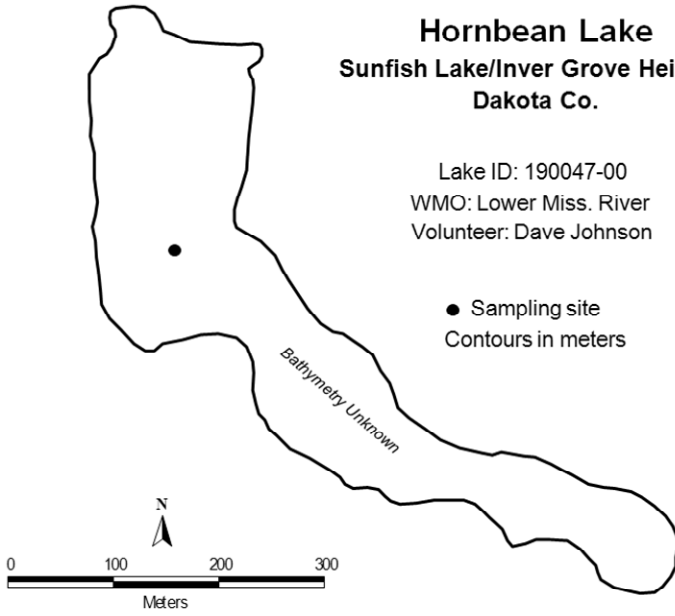 Hornbean Lake
Sunfish Lake/Inver Grove Hei
Dakota Co.
Lake ID: 190047-00
WMO: Lower Miss. River
Volunteer: Dave Johnson
Sampling site
Contours in meters
Bathymetry Unknown
N
0 100 200 300
Meters